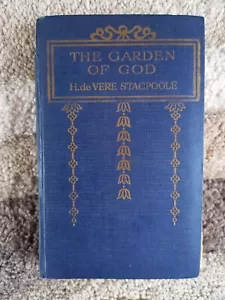 THE GARDEN
OF GOD
H.de VERE STACPOOLE